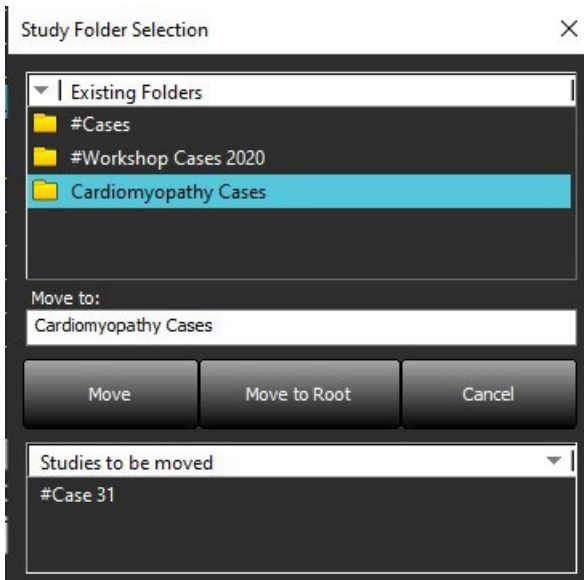 Study Folder Selection
Existing Folders
#Cases
#Workshop Cases 2020
Cardiomyopathy Cases
Move to:
Cardiomyopathy Cases
Move Move to Root Cancel
Studies to be moved
#Case 31